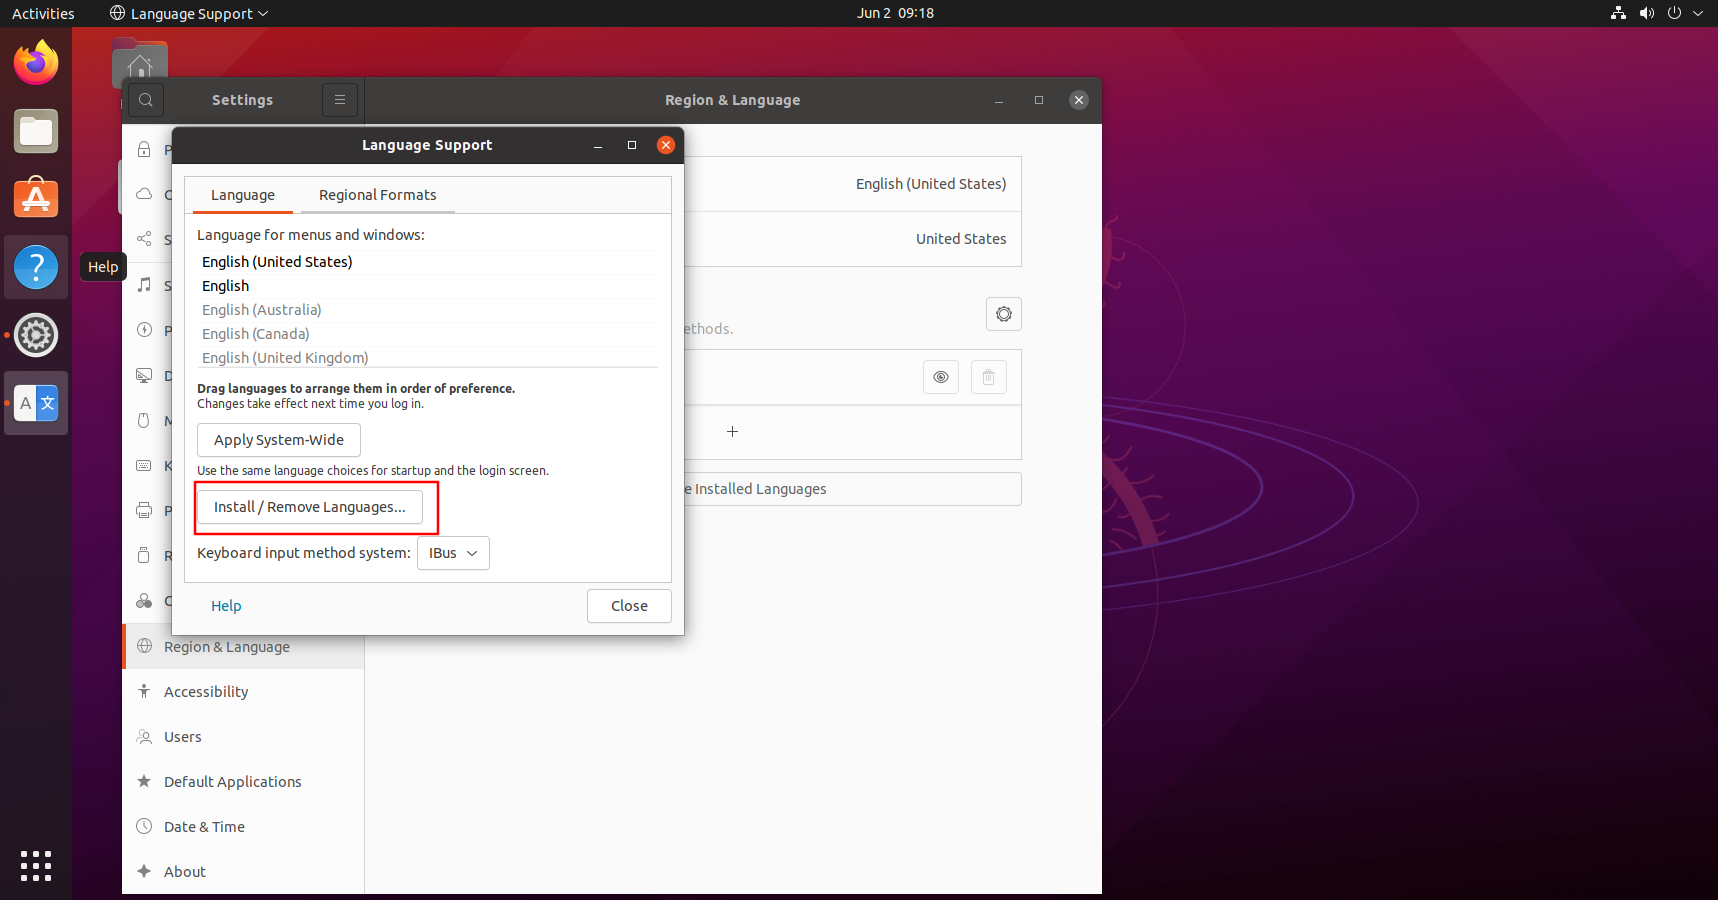 Activities
Language Support
Jun 2 09:18
Settings
Region & Language
Language Support
Language
Regional Formats
English (United States)
Language for menus and windows:
United States
English (United States)
Help
English
English (Australia)
ethods.
English (Canada)
English (United Kingdom)
Drag languages to arrange them in order of preference.
Changes take effect next time you log in.
Apply System-Wide
Use the same language choices for startup and the login screen.
e Installed Languages
Install / Remove Languages...
Keyboard input method system:
IBus
Help
Close
Region & Language
Accessibility
Users
Default Applications
Date & Time
About
A 文